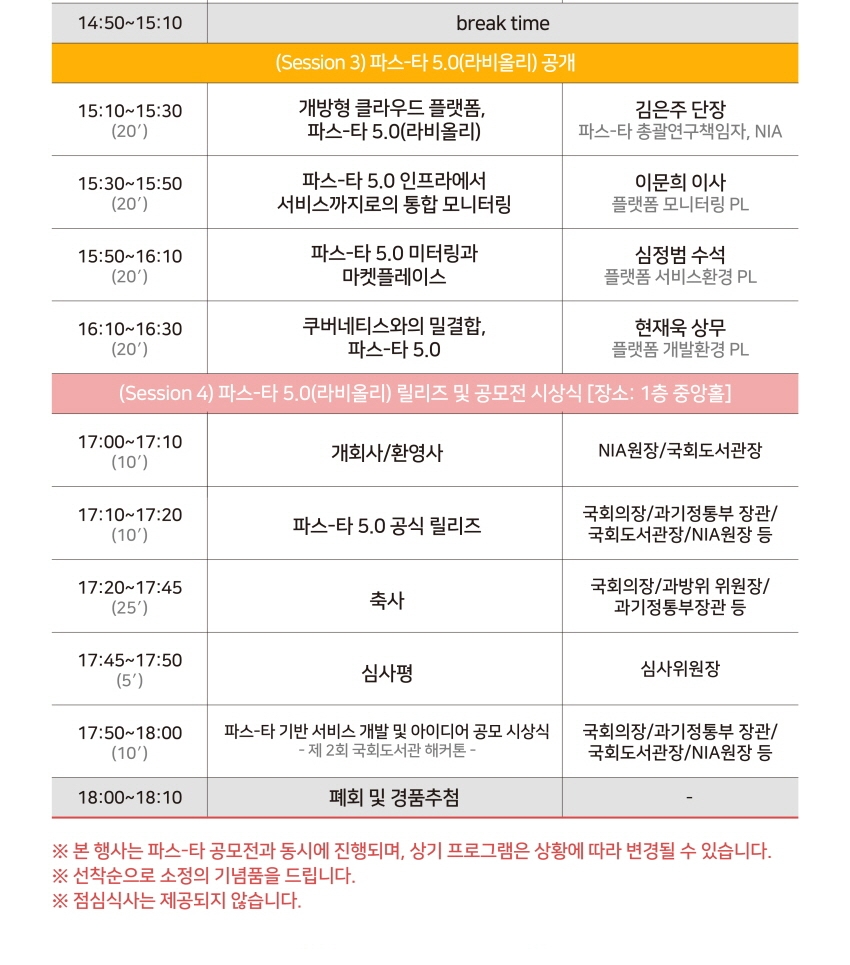 14:50~15:10 break time
(Session 3) 파스-타 5.0(라비올리) 공개
15:10~15:30
(20′)
개방형 클라우드 플랫폼,
파스-타 5.0(라비올리)
김은주 단장
파스-타 총괄연구책임자, NIA
15:30~15:50
(20′)
파스-타 5.0 인프라에서
서비스까지로의 통합 모니터링
이문희 이사
플랫폼 모니터링 PL
15:50~16:10
(20′)
파스-타 5.0 미터링과
마켓플레이스
심정범 수석
플랫폼 서비스환경 PL
16:10~16:30
(20′)
쿠버네티스와의 밀결합,
파스-타 5.0
현재욱 상무
플랫폼 개발환경 PL
(Session 4) 파스-타 5.0(라비올리) 릴리즈 및 공모전 시상식 [장소: 1층 중앙홀]
17:00~17:10
(10′)
개회사/환영사
NIA원장/국회도서관장
17:10~17:20
(10′)
파스-타 5.0 공식 릴리즈
국회의장/과기정통부 장관/
국회도서관장/NIA원장 등
17:20~17:45
(25′)
축사
국회의장/과방위 위원장/
과기정통부장관 등
17:45~17:50
(5′)
심사평
심사위원장
17:50~18:00
(10′)
파스-타 기반 서비스 개발 및 아이디어 공모 시상식
- 제 2회 국회도서관 해커톤 -
국회의장/과기정통부 장관/
국회도서관장/NIA원장 등
18:00~18:10 폐회 및 경품추첨 -
※ 본 행사는 파스-타 공모전과 동시에 진행되며, 상기 프로그램은 상황에 따라 변경될 수 있습니다.
※ 선착순으로 소정의 기념품을 드립니다.
※ 점심식사는 제공되지 않습니다.